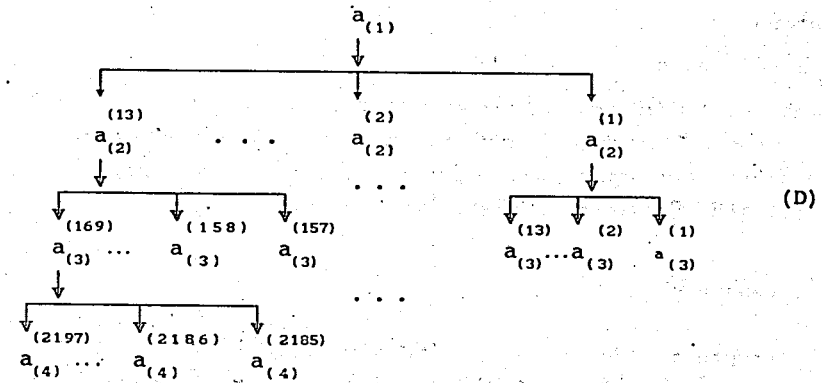 a(1)
(13) (2) (1)
a(2) . . . a(2) a(2)
. . .
(D)
(169) (158) (157) (13) (2) (1)
a(3) ... a(3) a(3) a(3)...a(3) a(3)
. . .
(2197) (2186) (2185)
a(4) ... a(4) a(4)